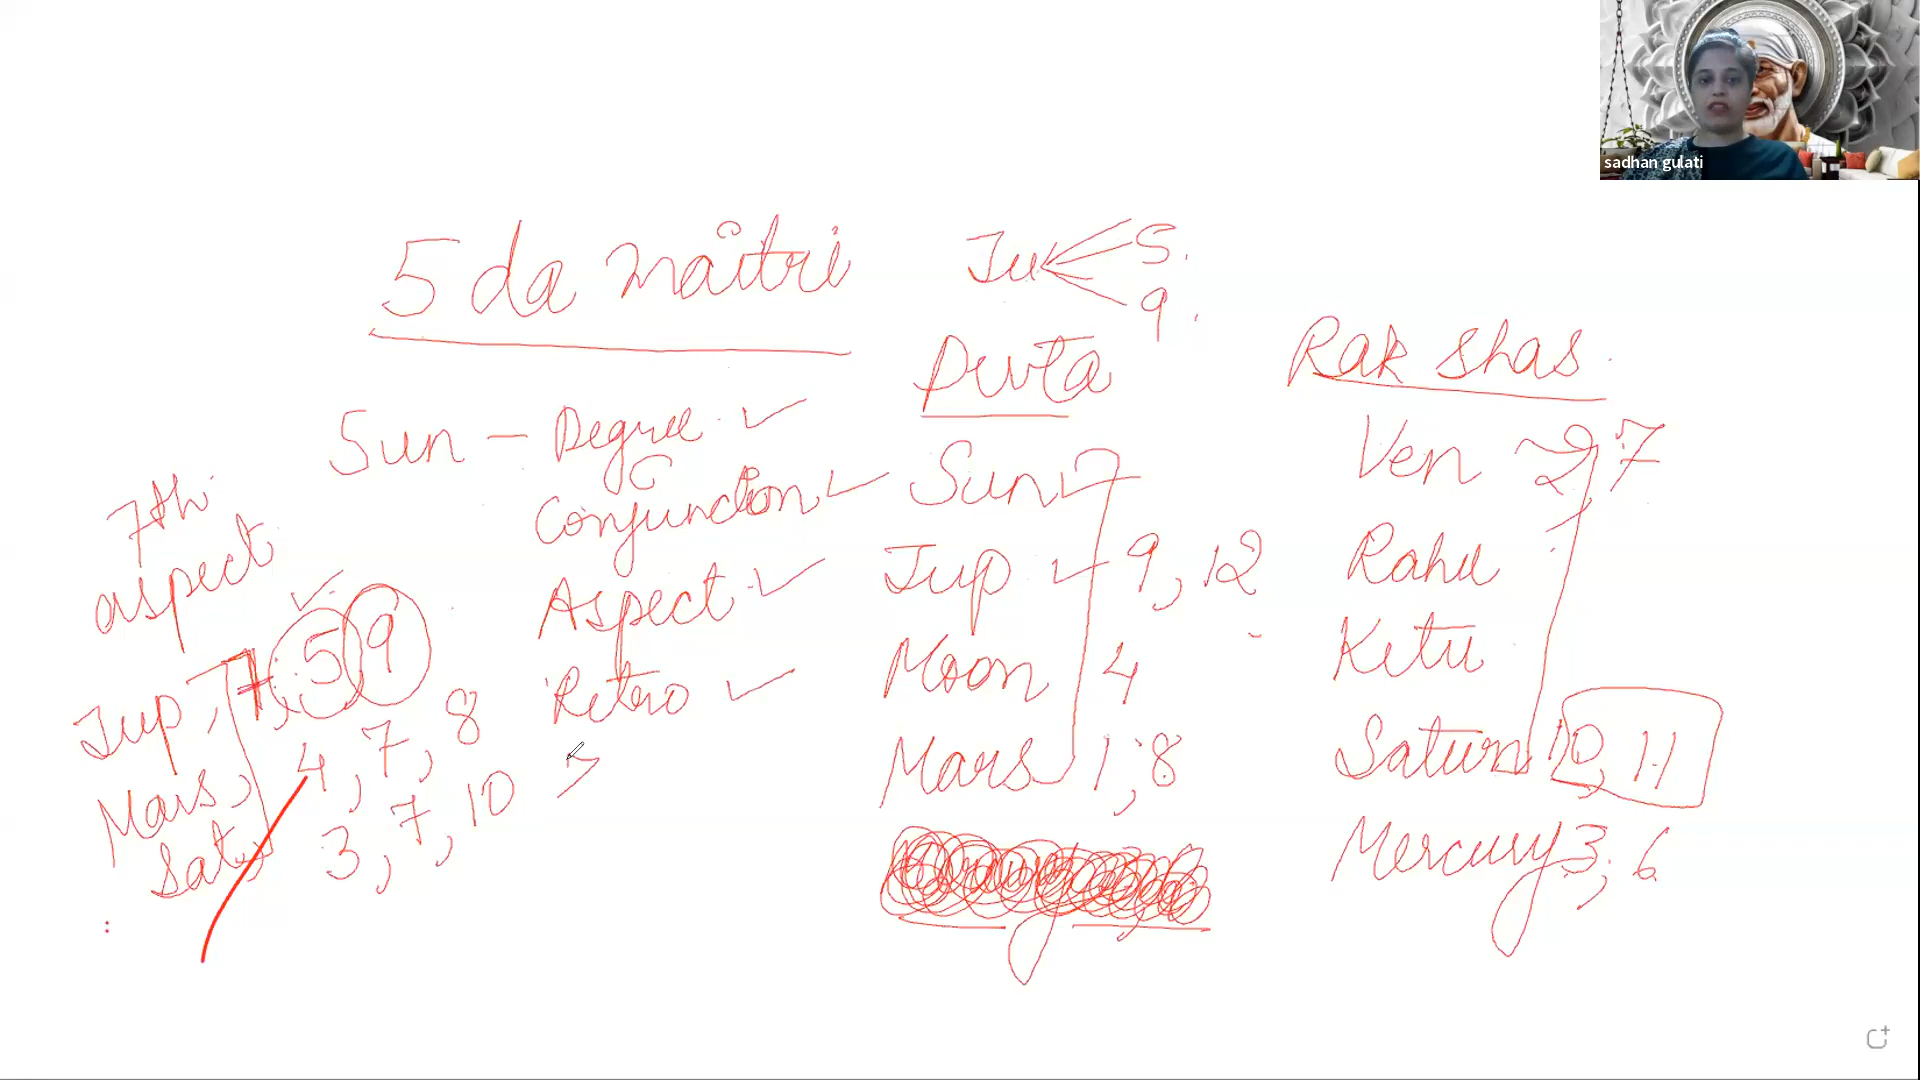 sadhan gulati
5 da maitri
Ju 5.
9.
Devta
Rakshas
Sun - Degree
Conjunction
Aspect
Retro
7th
aspect
Jup, 7, 5, 9
Mars, 4, 7, 8
Sat, 3, 7, 10
5
Sun
Jup 9, 12
Moon 4
Mars 1, 8
Ven 2, 7
Rahu
Ketu
Saturn 10, 11
Mercury 3, 6